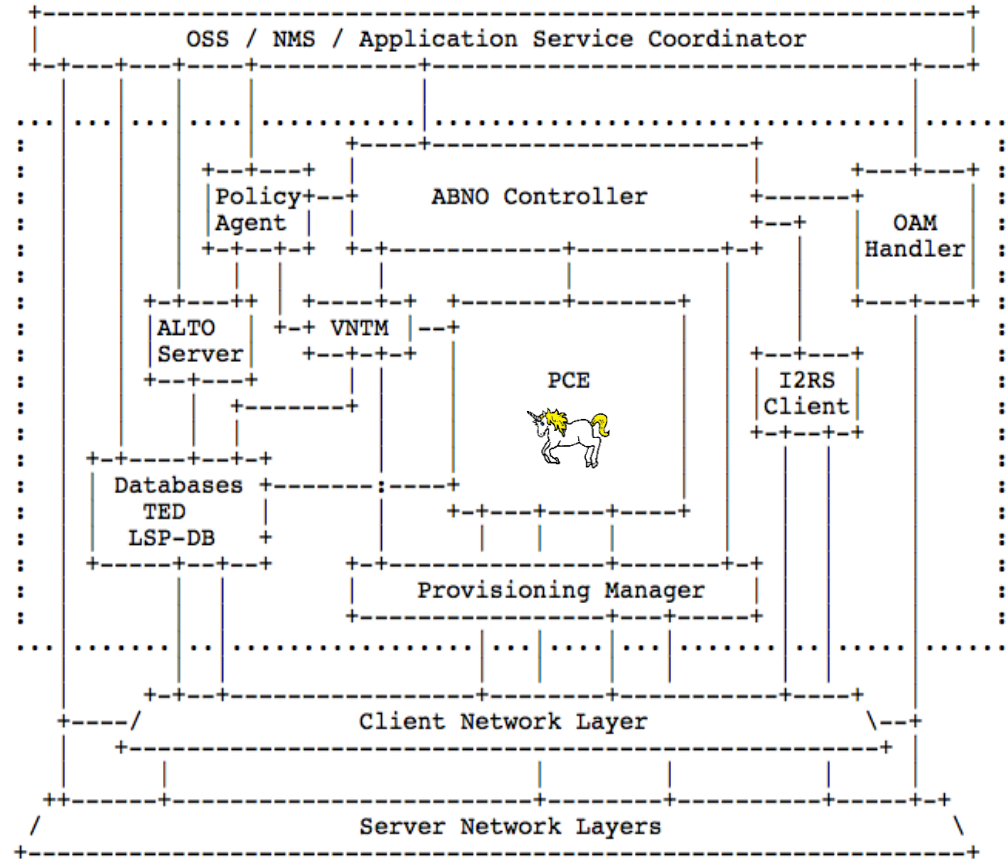 OSS / NMS / Application Service Coordinator
Policy
Agent
ABNO Controller
OAM
Handler
ALTO
Server
VNTM
PCE
I2RS
Client
Databases
TED
LSP-DB
Provisioning Manager
Client Network Layer
Server Network Layers